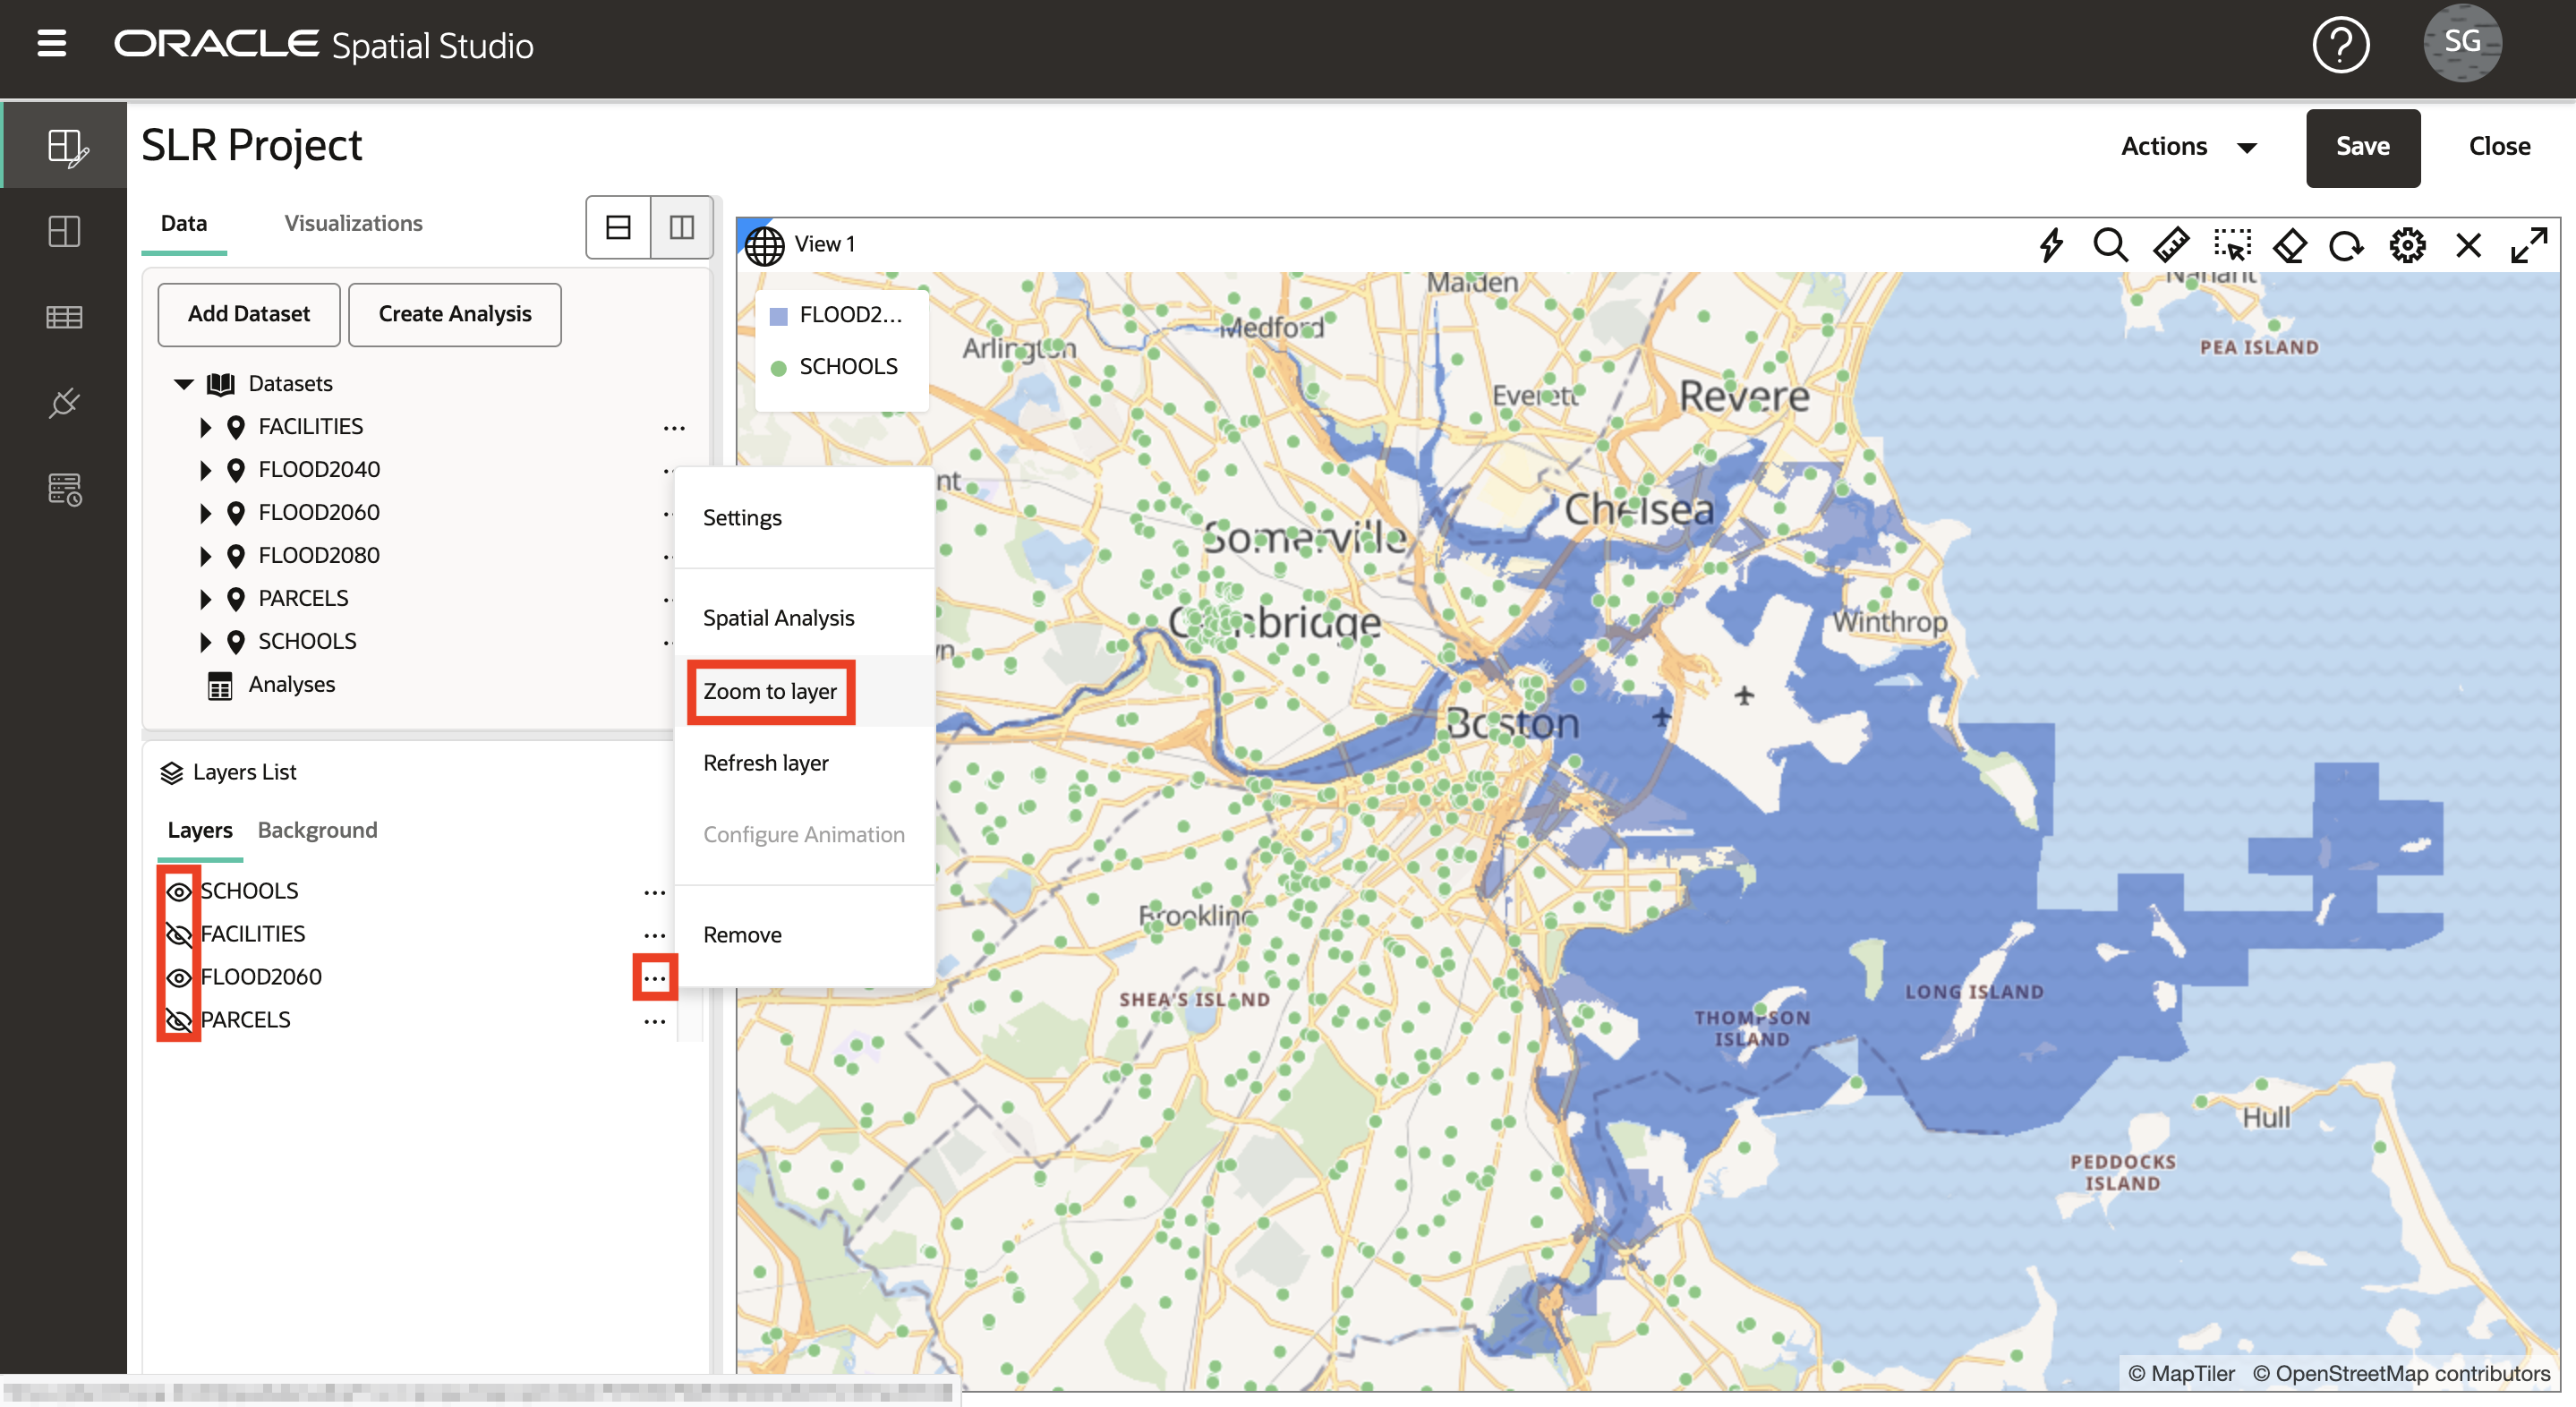 ORACLE Spatial Studio
SG
SLR Project
Actions
Save
Close
Data
Visualizations
View 1
Add Dataset
Create Analysis
Datasets
FACILITIES
FLOOD2040
FLOOD2060
FLOOD2080
PARCELS
SCHOOLS
Analyses
Layers List
Layers
Background
SCHOOLS
FACILITIES
FLOOD2060
PARCELS
Settings
Spatial Analysis
Zoom to layer
Refresh layer
Configure Animation
Remove
FLOOD2...
SCHOOLS
Malden
Medford
Arlington
Everett
Revere
Nahant
PEA ISLAND
Chelsea
Somerville
Cambridge
Winthrop
Boston
Brookline
SHEA'S ISLAND
LONG ISLAND
THOMPSON
ISLAND
Hull
PEDDOCKS
ISLAND
© MapTiler © OpenStreetMap contributors